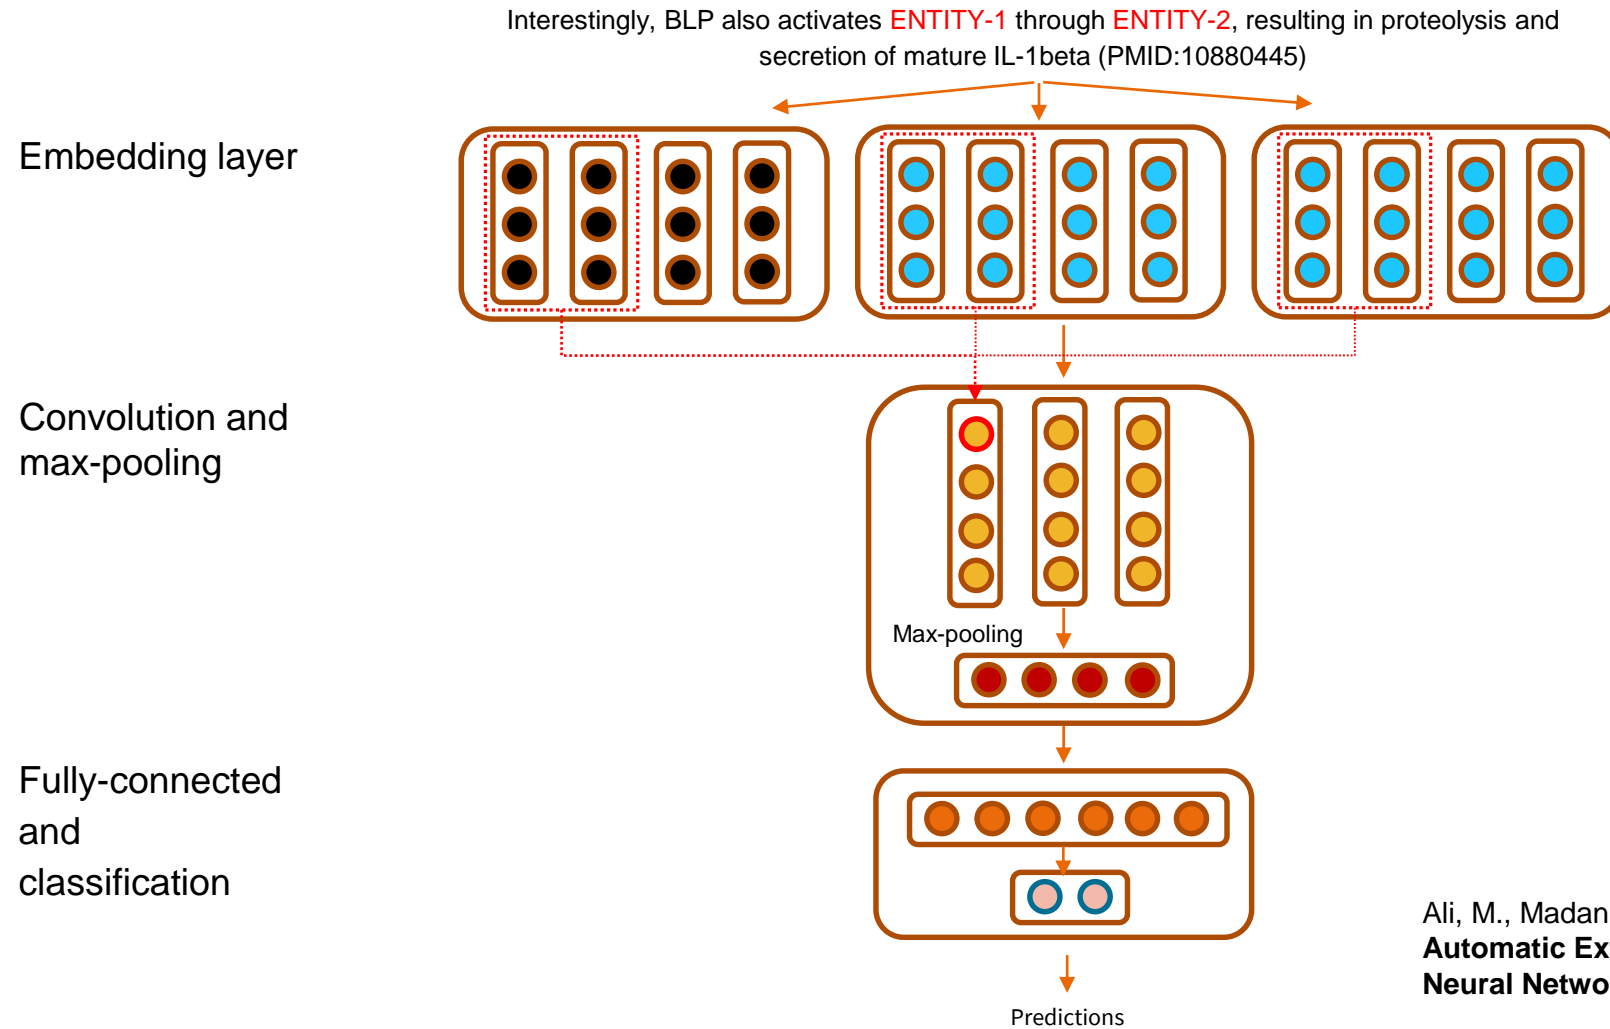 Interestingly, BLP also activates ENTITY-1 through ENTITY-2, resulting in proteolysis and
secretion of mature IL-1beta (PMID:10880445)
Embedding layer
Convolution and
max-pooling
Max-pooling
Fully-connected
and
classification
Predictions
Ali, M., Madan
Automatic Ex
Neural Netwo